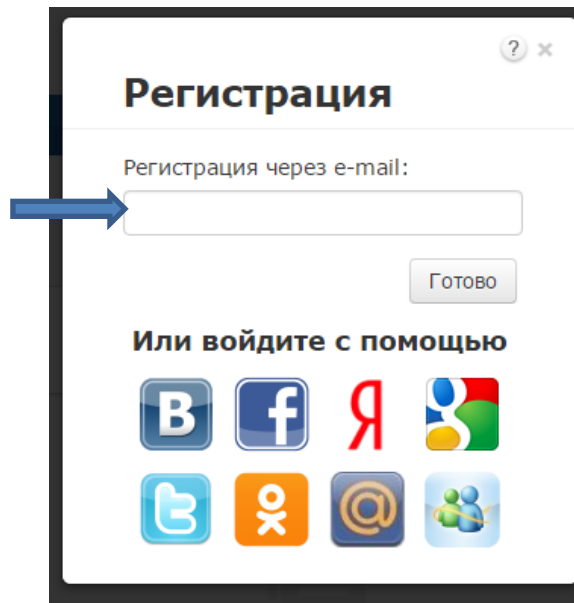 ?
Регистрация
Регистрация через e-mail:
Готово
Или войдите с помощью